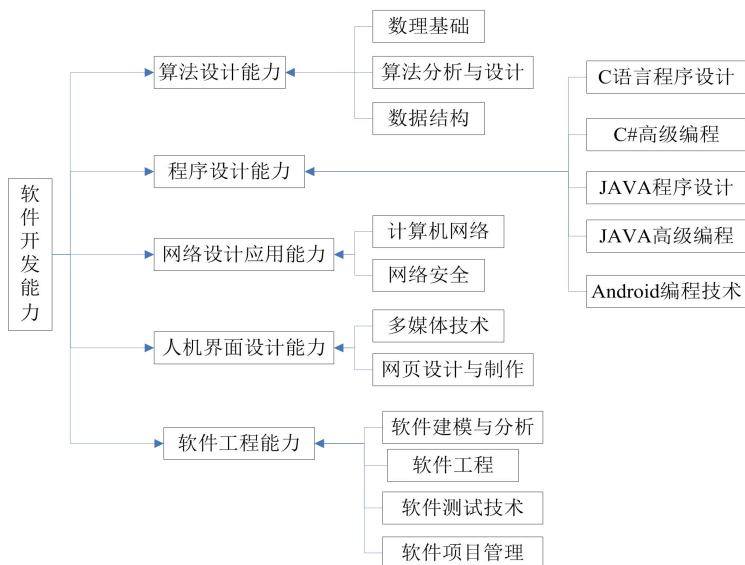 软件开发能力
算法设计能力
数理基础
算法分析与设计
数据结构
程序设计能力
C语言程序设计
C#高级编程
JAVA程序设计
JAVA高级编程
Android编程技术
网络设计应用能力
计算机网络
网络安全
人机界面设计能力
多媒体技术
网页设计与制作
软件工程能力
软件建模与分析
软件工程
软件测试技术
软件项目管理